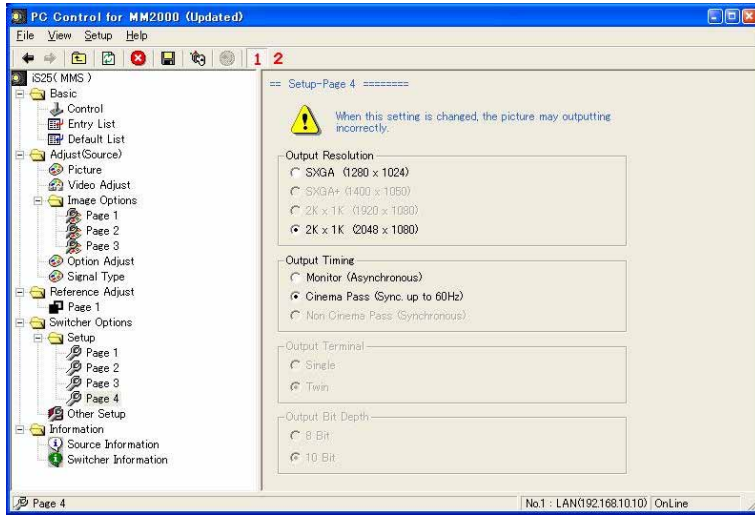 PC Control for MM2000 (Updated)
File View Setup Help
1 2
iS25( MMS )
Basic
Control
Entry List
Default List
Adjust(Source)
Picture
Video Adjust
Image Options
Page 1
Page 2
Page 3
Option Adjust
Signal Type
Reference Adjust
Page 1
Switcher Options
Setup
Page 1
Page 2
Page 3
Page 4
Other Setup
Information
Source Information
Switcher Information
== Setup-Page 4 ========
When this setting is changed, the picture may outputting
incorrectly.
Output Resolution
SXGA (1280 x 1024)
SXGA+ (1400 x 1050)
2K x 1K (1920 x 1080)
2K x 1K (2048 x 1080)
Output Timing
Monitor (Asynchronous)
Cinema Pass (Sync. up to 60Hz)
Non Cinema Pass (Synchronous)
Output Terminal
Single
Twin
Output Bit Depth
8 Bit
10 Bit
Page 4
No.1 : LAN(192.168.10.10) OnLine